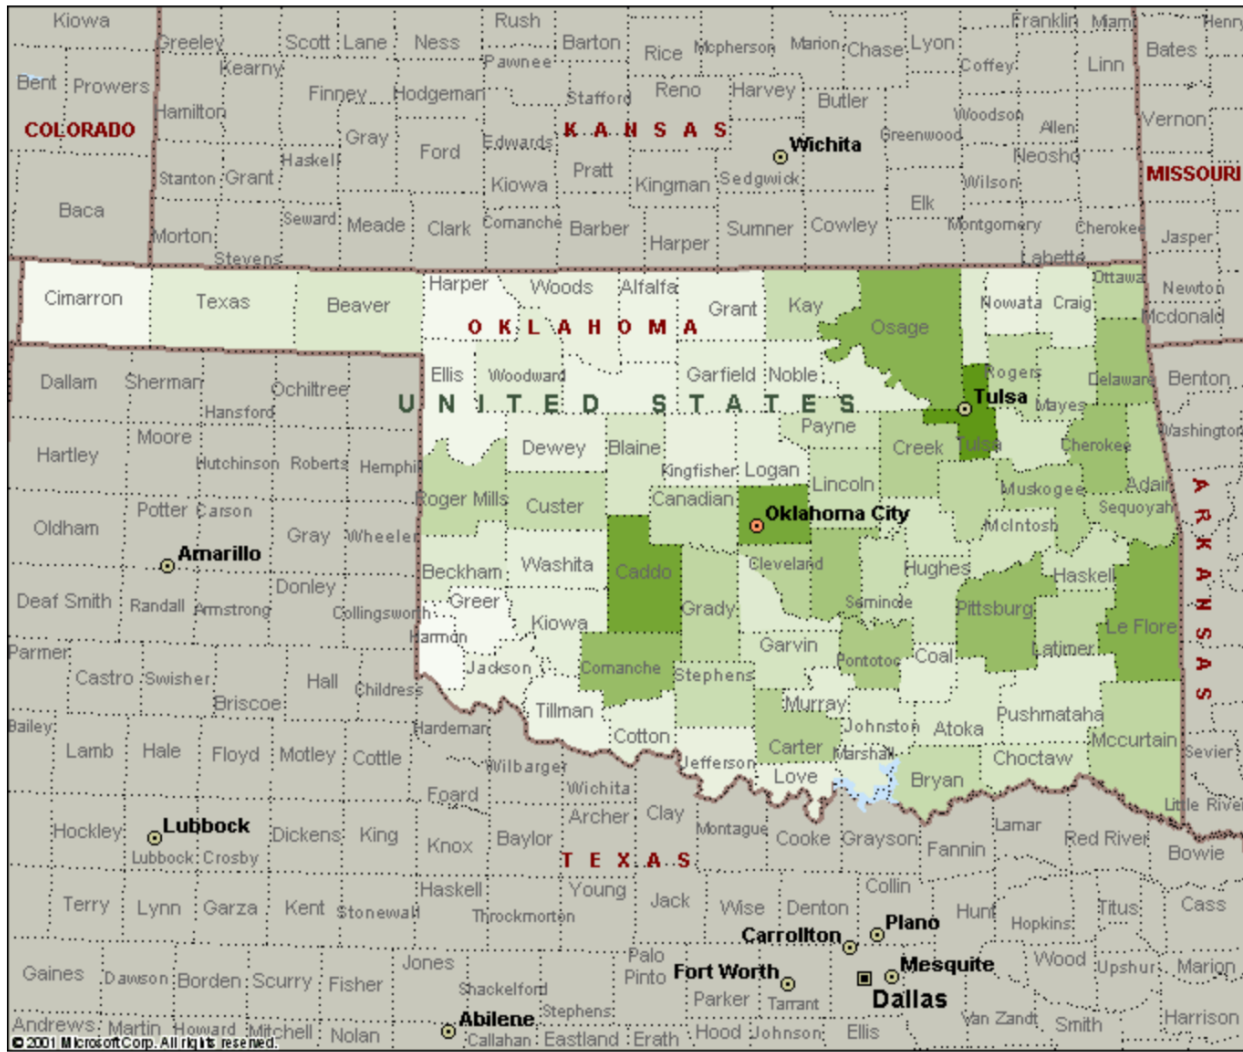 Kiowa Rush Franklin Miami Henry
Greeley Scott Lane Ness Barton Rice Mcpherson Marion Chase Lyon Bates
Kearny Pawnee Coffey Linn
Bent Prowers Finney Hodgeman Stafford Reno Harvey Butler
Hamilton Woodson Vernon
COLORADO Gray KANSAS Greenwood Allen
Edwards Wichita
Haskell Ford Neosho
Stanton Grant Kiowa Pratt Kingman Sedgwick Wilson MISSOURI
Baca Seward Meade Clark Comanche Barber Sumner Cowley Elk Montgomery Cherokee
Morton Harper Jasper
Stevens Labette
Cimarron Texas Beaver Harper Woods Alfalfa Grant Kay Nowata Craig Ottawa Newton
OKLAHOMA Osage Mcdonald
Dallam Sherman Ellis Woodward Garfield Noble Rogers Delaware Benton
Ochiltree
Hansford UNITED STATES Tulsa Mayes
Moore Payne Washington
Hartley Hutchinson Roberts Hemphill Dewey Blaine Kingfisher Logan Creek Tulsa Cherokee
Roger Mills Custer Canadian Lincoln Muskogee Adair ARKANSAS
Potter Carson Oklahoma City Sequoyah
Oldham Gray Wheeler McIntosh
Amarillo
Beckham Washita Caddo Cleveland Hughes Haskell
Deaf Smith Randall Armstrong Donley Collingsworth Greer Grady Seminole Pittsburg Le Flore
Harmon Kiowa Garvin Latimer
Parmer Comanche Pontotoc Coal
Castro Swisher Hall Childress Jackson Stephens
Briscoe Tillman Murray Pushmataha
Bailey Hardeman Cotton Johnston Atoka Mccurtain
Lamb Hale Floyd Motley Cottle Jefferson Carter Marshall Choctaw Sevier
Wilbarger Love Bryan
Foard Wichita Little River
Lubbock Archer Clay
Hockley Dickens King Knox Baylor Montague Cooke Grayson Fannin Lamar Red River Bowie
Lubbock Crosby TEXAS
Haskell Young Collin
Terry Lynn Garza Kent Stonewall Throckmorton Jack Wise Denton Hunt Hopkins Titus Cass
Plano
Carrollton
Gaines Dawson Borden Scurry Fisher Jones Palo Pinto Fort Worth Mesquite Wood Upshur Marion
Shackelford Parker Tarrant Dallas
Andrews Martin Howard Mitchell Nolan Abilene Stephens Van Zandt Smith Harrison
Callahan Eastland Erath Hood Johnson Ellis
© 2001 Microsoft Corp. All rights reserved.